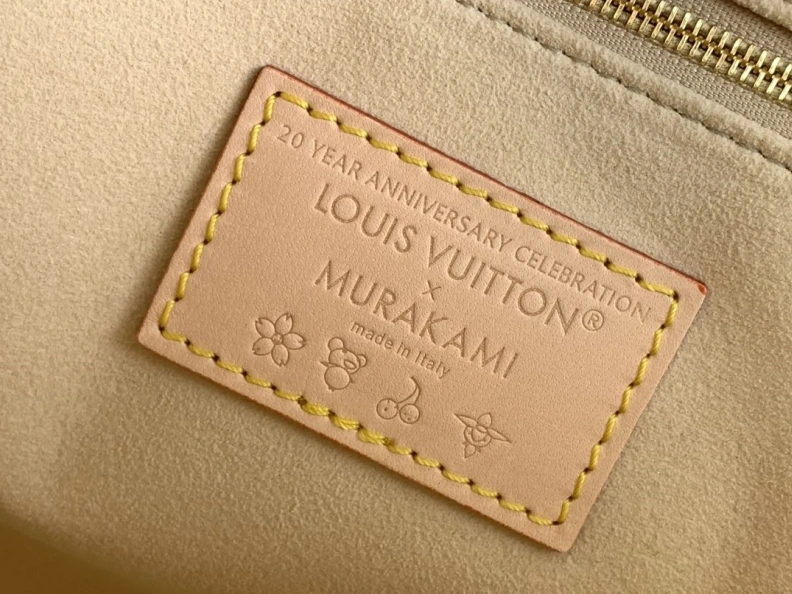 20 YEAR ANNIVERSARY CELEBRATION
LOUIS VUITTON®
×
MURAKAMI
made in Italy